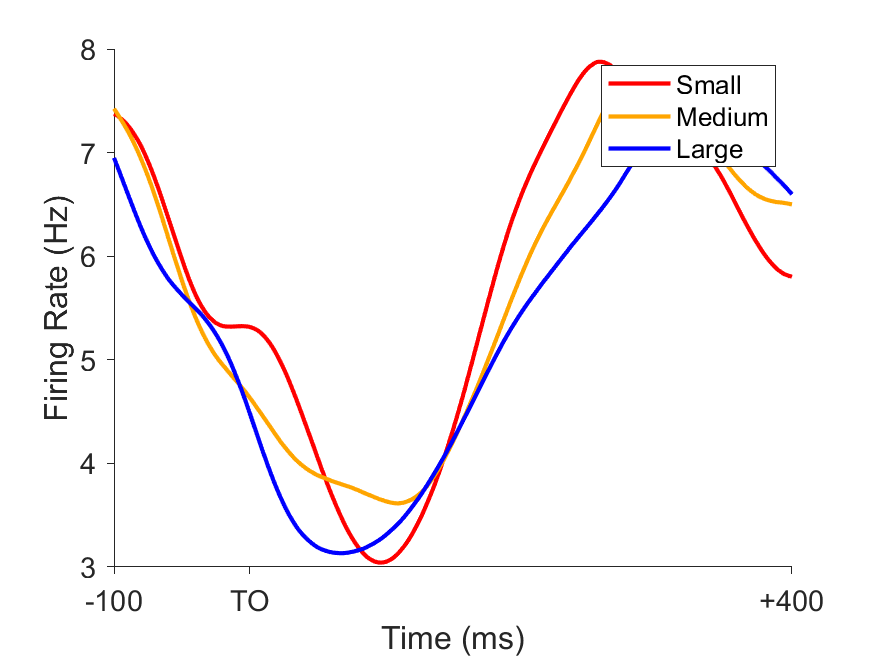 8
7
6
5
4
3
Firing Rate (Hz)
Small
Medium
Large
-100
TO
+400
Time (ms)